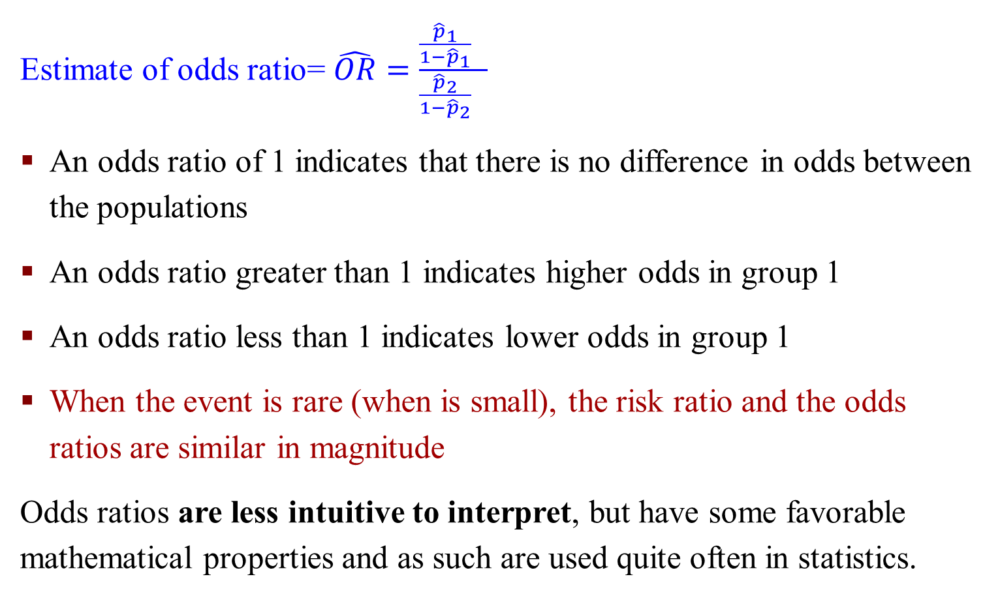 Estimate of odds ratio= $\widehat{OR} = \frac{\frac{\hat{p}_1}{1-\hat{p}_1}}{\frac{\hat{p}_2}{1-\hat{p}_2}}$
▪ An odds ratio of 1 indicates that there is no difference in odds between
the populations
▪ An odds ratio greater than 1 indicates higher odds in group 1
▪ An odds ratio less than 1 indicates lower odds in group 1
▪ When the event is rare (when is small), the risk ratio and the odds
ratios are similar in magnitude
Odds ratios are less intuitive to interpret, but have some favorable
mathematical properties and as such are used quite often in statistics.